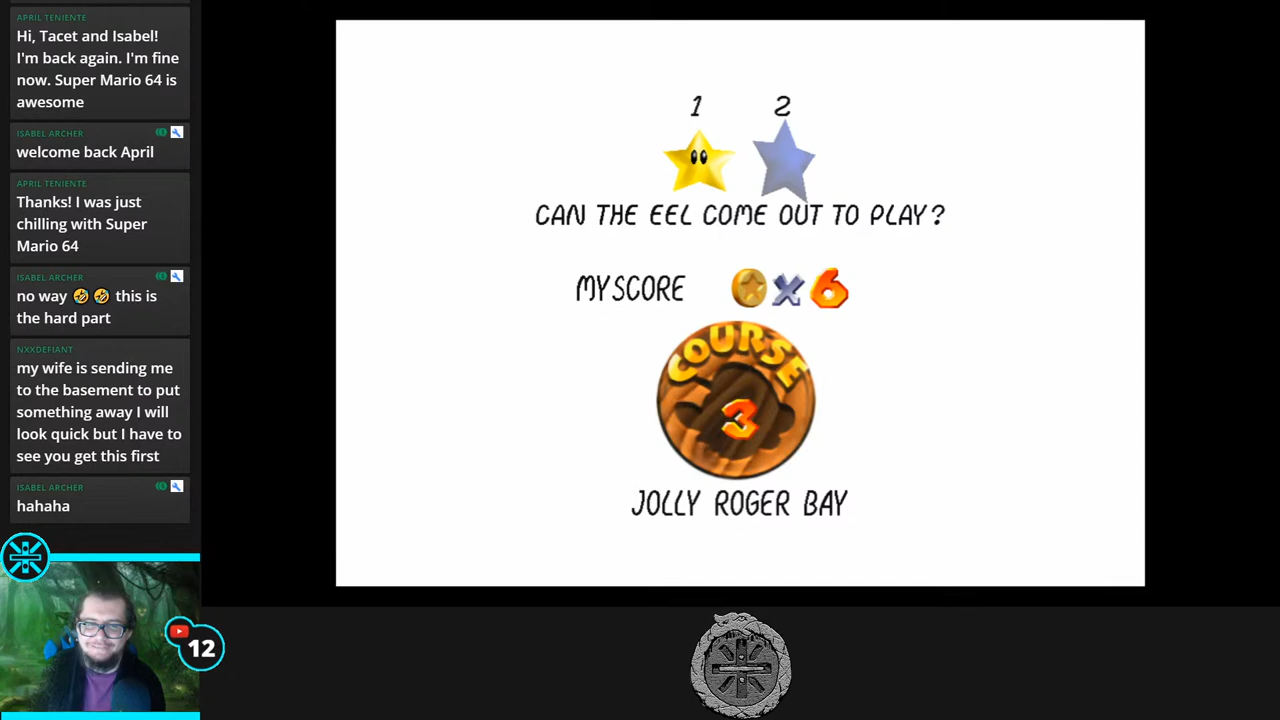 APRIL TENIENTE
Hi, Tacet and Isabel!
I'm back again. I'm fine
now. Super Mario 64 is
awesome
ISABEL ARCHER
welcome back April
APRIL TENIENTE
Thanks! I was just
chilling with Super
Mario 64
ISABEL ARCHER
no way 🤣 🤣 this is
the hard part
NXXDEFIANT
my wife is sending me
to the basement to put
something away I will
look quick but I have to
see you get this first
ISABEL ARCHER
hahaha
12
1 2
CAN THE EEL COME OUT TO PLAY?
MY SCORE x 6
COURSE
3
JOLLY ROGER BAY